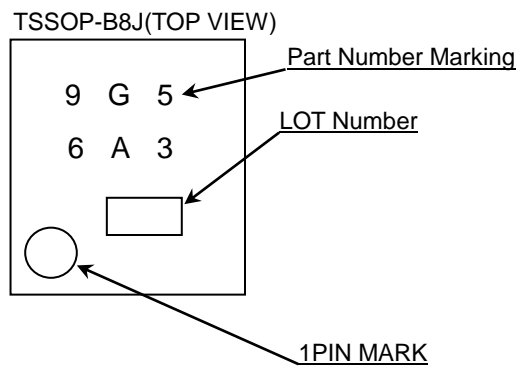 TSSOP-B8J(TOP VIEW)
Part Number Marking
9 G 5
LOT Number
6 A 3
1PIN MARK